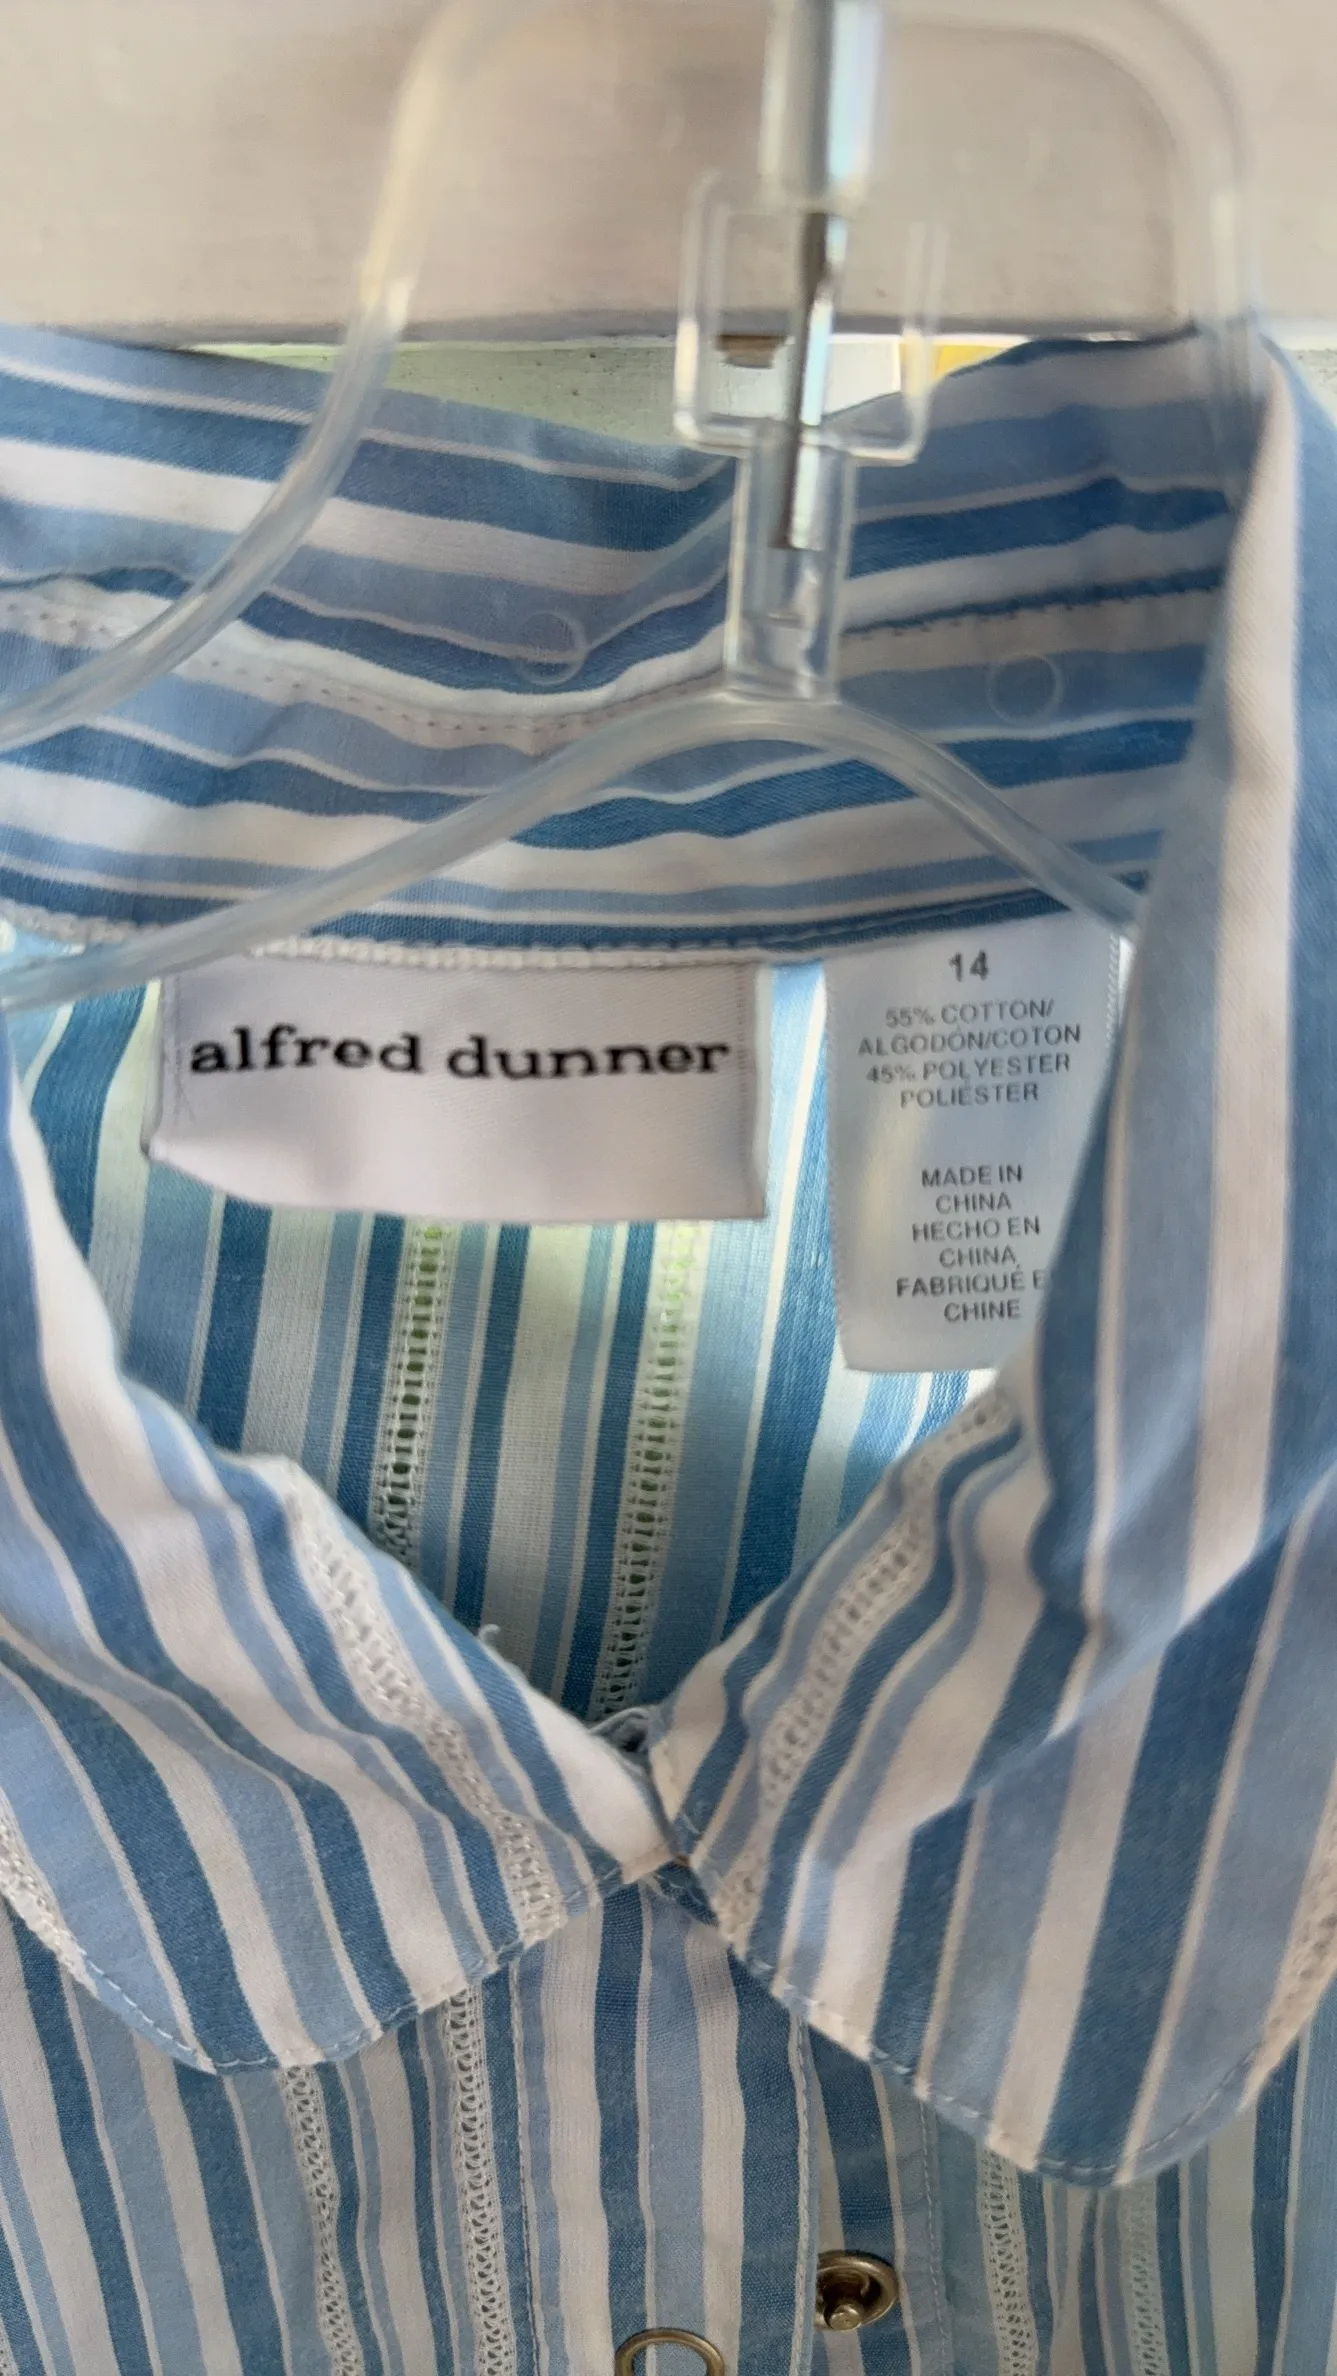 alfred dunner
14
55% COTTON/
ALGODÓN/COTON
45% POLYESTER
POLIÉSTER
MADE IN
CHINA
HECHO EN
CHINA
FABRIQUÉ E
CHINE